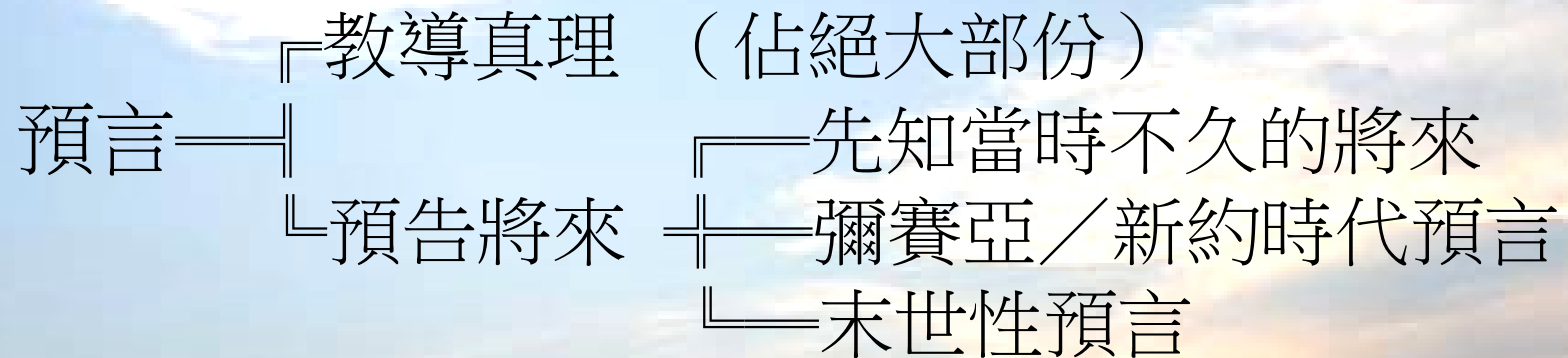 ╔═教導真理 （佔絕大部份）
預言══╣ ╔══先知當時不久的將來
╚═預告將來 ╬══彌賽亞／新約時代預言
╚══末世性預言